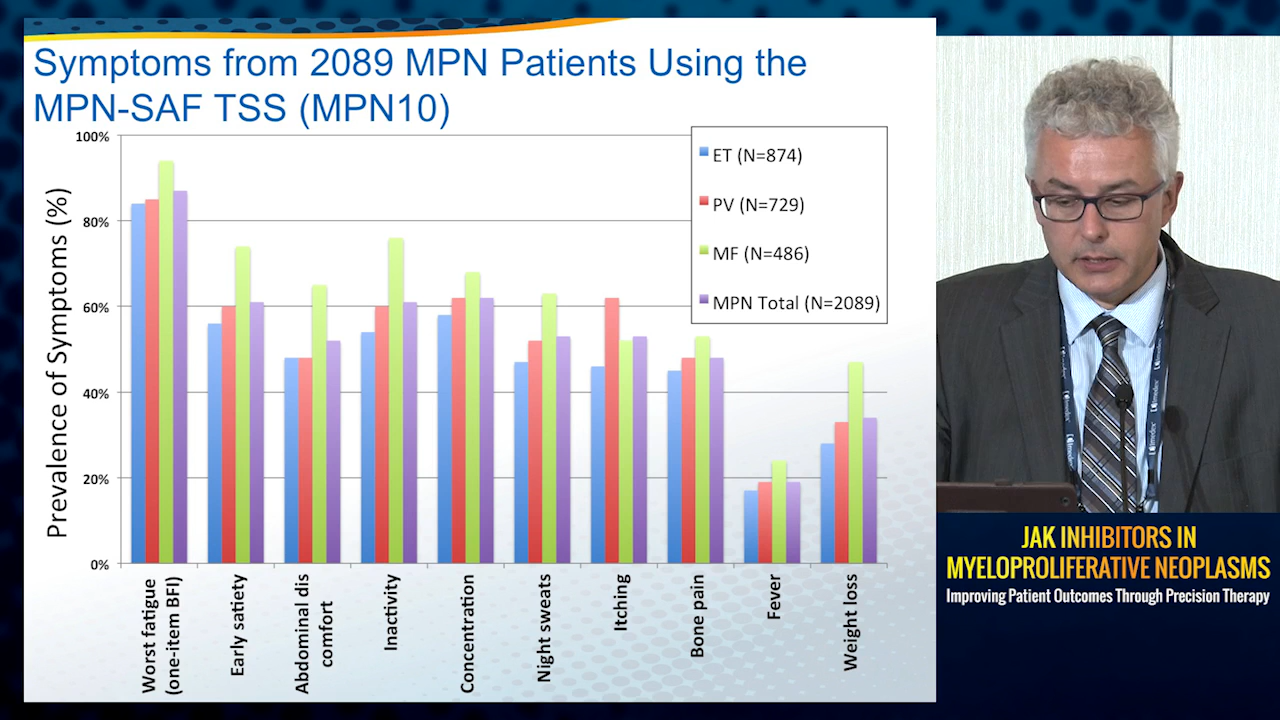 Symptoms from 2089 MPN Patients Using the
MPN-SAF TSS (MPN10)
100%
80%
60%
40%
20%
0%
Prevalence of Symptoms (%)
ET (N=874)
PV (N=729)
MF (N=486)
MPN Total (N=2089)
Worst fatigue
(one-item BFI)
Early satiety
Abdominal dis
comfort
Inactivity
Concentration
Night sweats
Itching
Bone pain
Fever
Weight loss
imedex
imedex
imedex
JAK INHIBITORS IN
MYELOPROLIFERATIVE NEOPLASMS
Improving Patient Outcomes Through Precision Therapy